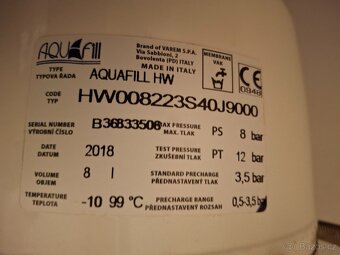 AQUAfill
Brand of VAREM S.P.A.
Via Sabbioni, 2
Bovolenta (PD) ITALY
MADE IN ITALY
MEMBRANE
VAK
CE
0948
TYPE
TYPOVÁ ŘADA
AQUAFILL HW
CODE
TYP
HW008223S40J9000
SERIAL NUMBER
VÝROBNÍ ČÍSLO
B36833508
MAX PRESSURE
MAX. TLAK
PS 8 bar
DATE
DATUM
2018
TEST PRESSURE
ZKUŠEBNÍ TLAK
PT 12 bar
VOLUME
OBJEM
8 l
STANDARD PRECHARGE
PŘEDNASTAVENÝ TLAK
3,5 bar
TEMPERATURE
TEPLOTA
-10 99 °C
PRECHARGE RANGE
PŘEDNASTAVENÝ ROZSAH
0,5-3,5 bar
Bazoš.cz